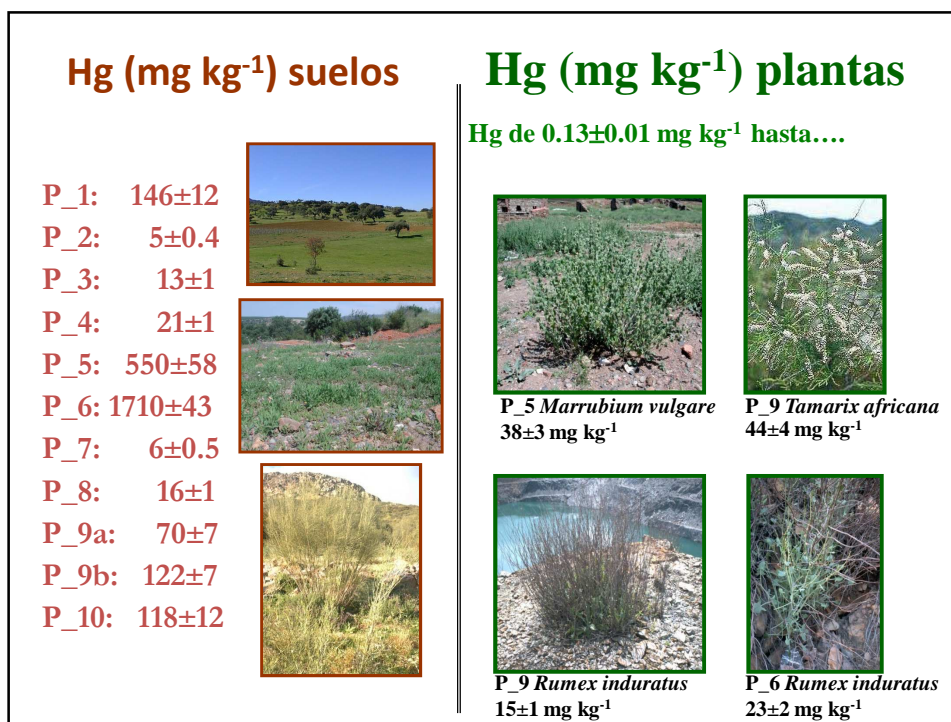 Hg (mg kg⁻¹) suelos
P_1: 146±12
P_2: 5±0.4
P_3: 13±1
P_4: 21±1
P_5: 550±58
P_6: 1710±43
P_7: 6±0.5
P_8: 16±1
P_9a: 70±7
P_9b: 122±7
P_10: 118±12
Hg (mg kg⁻¹) plantas
Hg de 0.13±0.01 mg kg⁻¹ hasta….
P_5 Marrubium vulgare
38±3 mg kg⁻¹
P_9 Tamarix africana
44±4 mg kg⁻¹
P_9 Rumex induratus
15±1 mg kg⁻¹
P_6 Rumex induratus
23±2 mg kg⁻¹